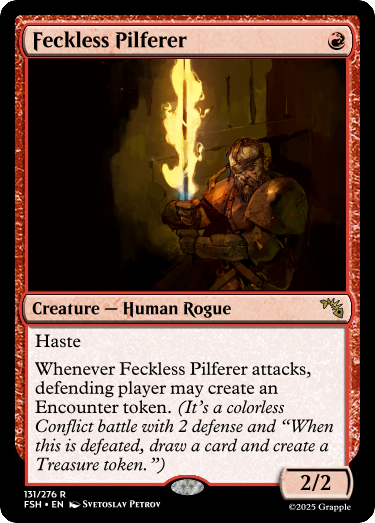 Feckless Pilferer
Creature — Human Rogue
Haste
Whenever Feckless Pilferer attacks,
defending player may create an
Encounter token. (It's a colorless
Conflict battle with 2 defense and “When
this is defeated, draw a card and create a
Treasure token.”)
2/2
131/276 R
FSH • EN Svetoslav Petrov
©2025 Grapple